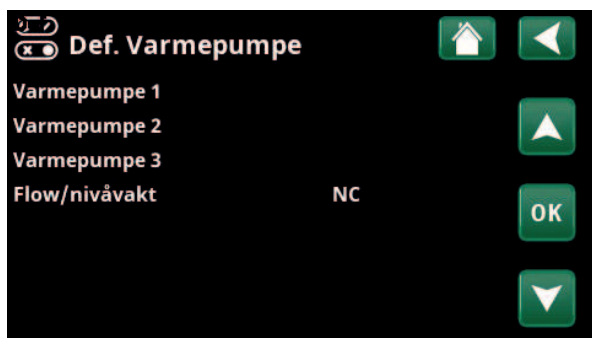 Def. Varmepumpe
Varmepumpe 1
Varmepumpe 2
Varmepumpe 3
Flow/nivåvakt NC
OK